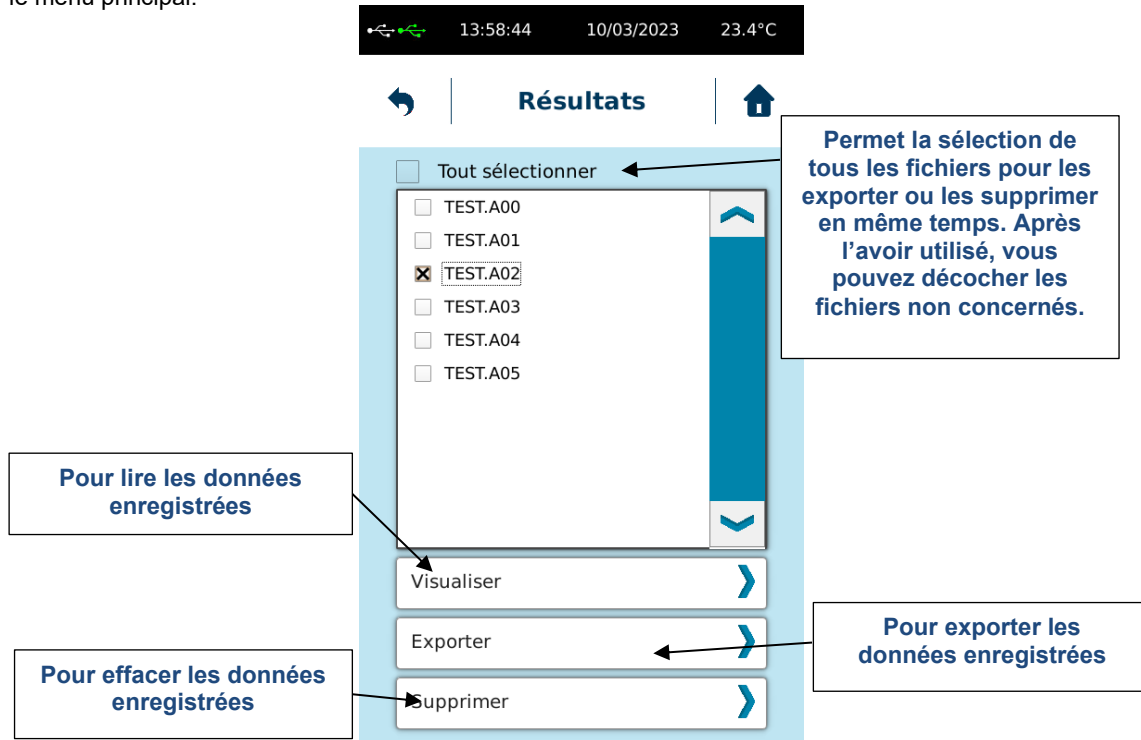 le menu principal.
13:58:44 10/03/2023 23.4°C
Résultats
Permet la sélection de
tous les fichiers pour les
exporter ou les supprimer
en même temps. Après
l’avoir utilisé, vous
pouvez décocher les
fichiers non concernés.
Tout sélectionner
TEST.A00
TEST.A01
TEST.A02
TEST.A03
TEST.A04
TEST.A05
Pour lire les données
enregistrées
Visualiser
Exporter
Pour exporter les
données enregistrées
Pour effacer les données
enregistrées
Supprimer